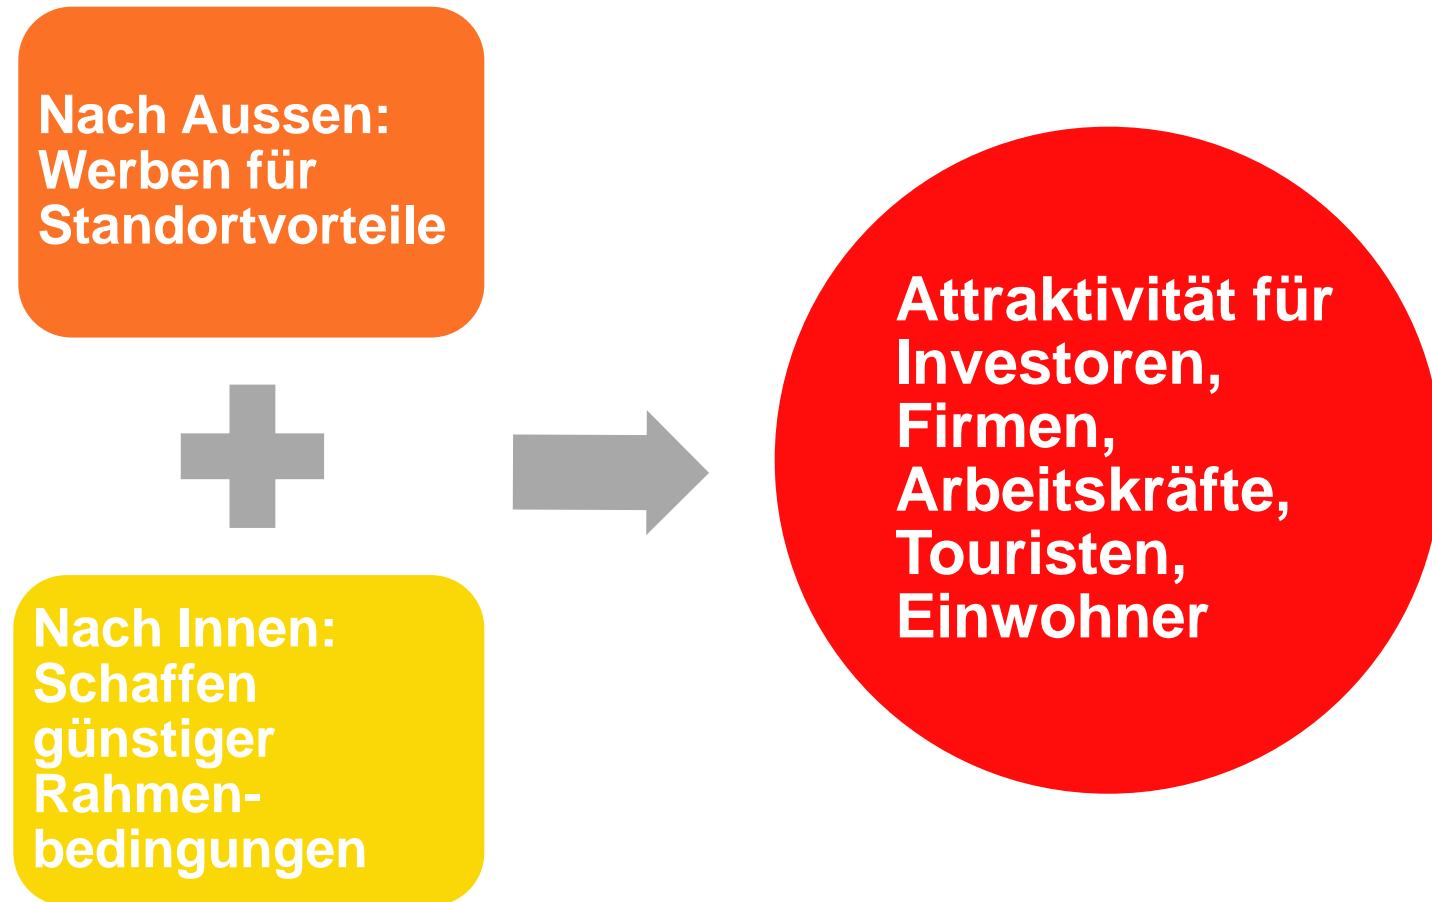 Nach Aussen:
Werben für
Standortvorteile
Nach Innen:
Schaffen
günstiger
Rahmen-
bedingungen
Attraktivität für
Investoren,
Firmen,
Arbeitskräfte,
Touristen,
Einwohner